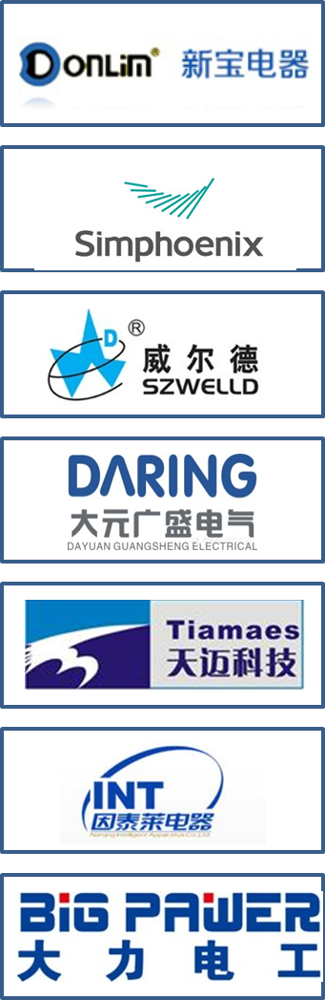 DONLIM® 新宝电器
Simphoenix
D ®
威尔德
SZWELLD
DARING
大元广盛电气
DAYUAN GUANGSHENG ELECTRICAL
Tiamaes
天迈科技
INT
因泰莱电器
BiG PAWER
大力电工